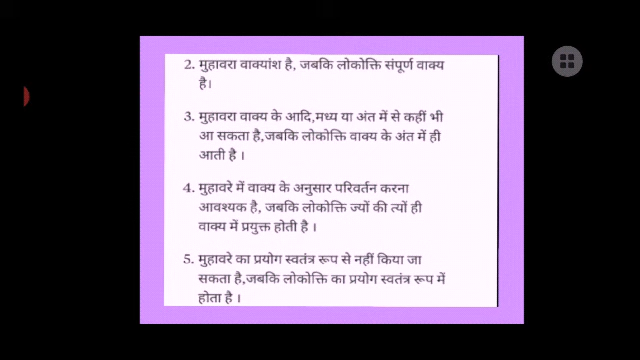 2. मुहावरा वाक्यांश है, जबकि लोकोक्ति संपूर्ण वाक्य
है।
3. मुहावरा वाक्य के आदि,मध्य या अंत में से कहीं भी
आ सकता है,जबकि लोकोक्ति वाक्य के अंत में ही
आती है ।
4. मुहावरे में वाक्य के अनुसार परिवर्तन करना
आवश्यक है, जबकि लोकोक्ति ज्यों की त्यों ही
वाक्य में प्रयुक्त होती है ।
5. मुहावरे का प्रयोग स्वतंत्र रूप से नहीं किया जा
सकता है,जबकि लोकोक्ति का प्रयोग स्वतंत्र रूप में
होता है ।